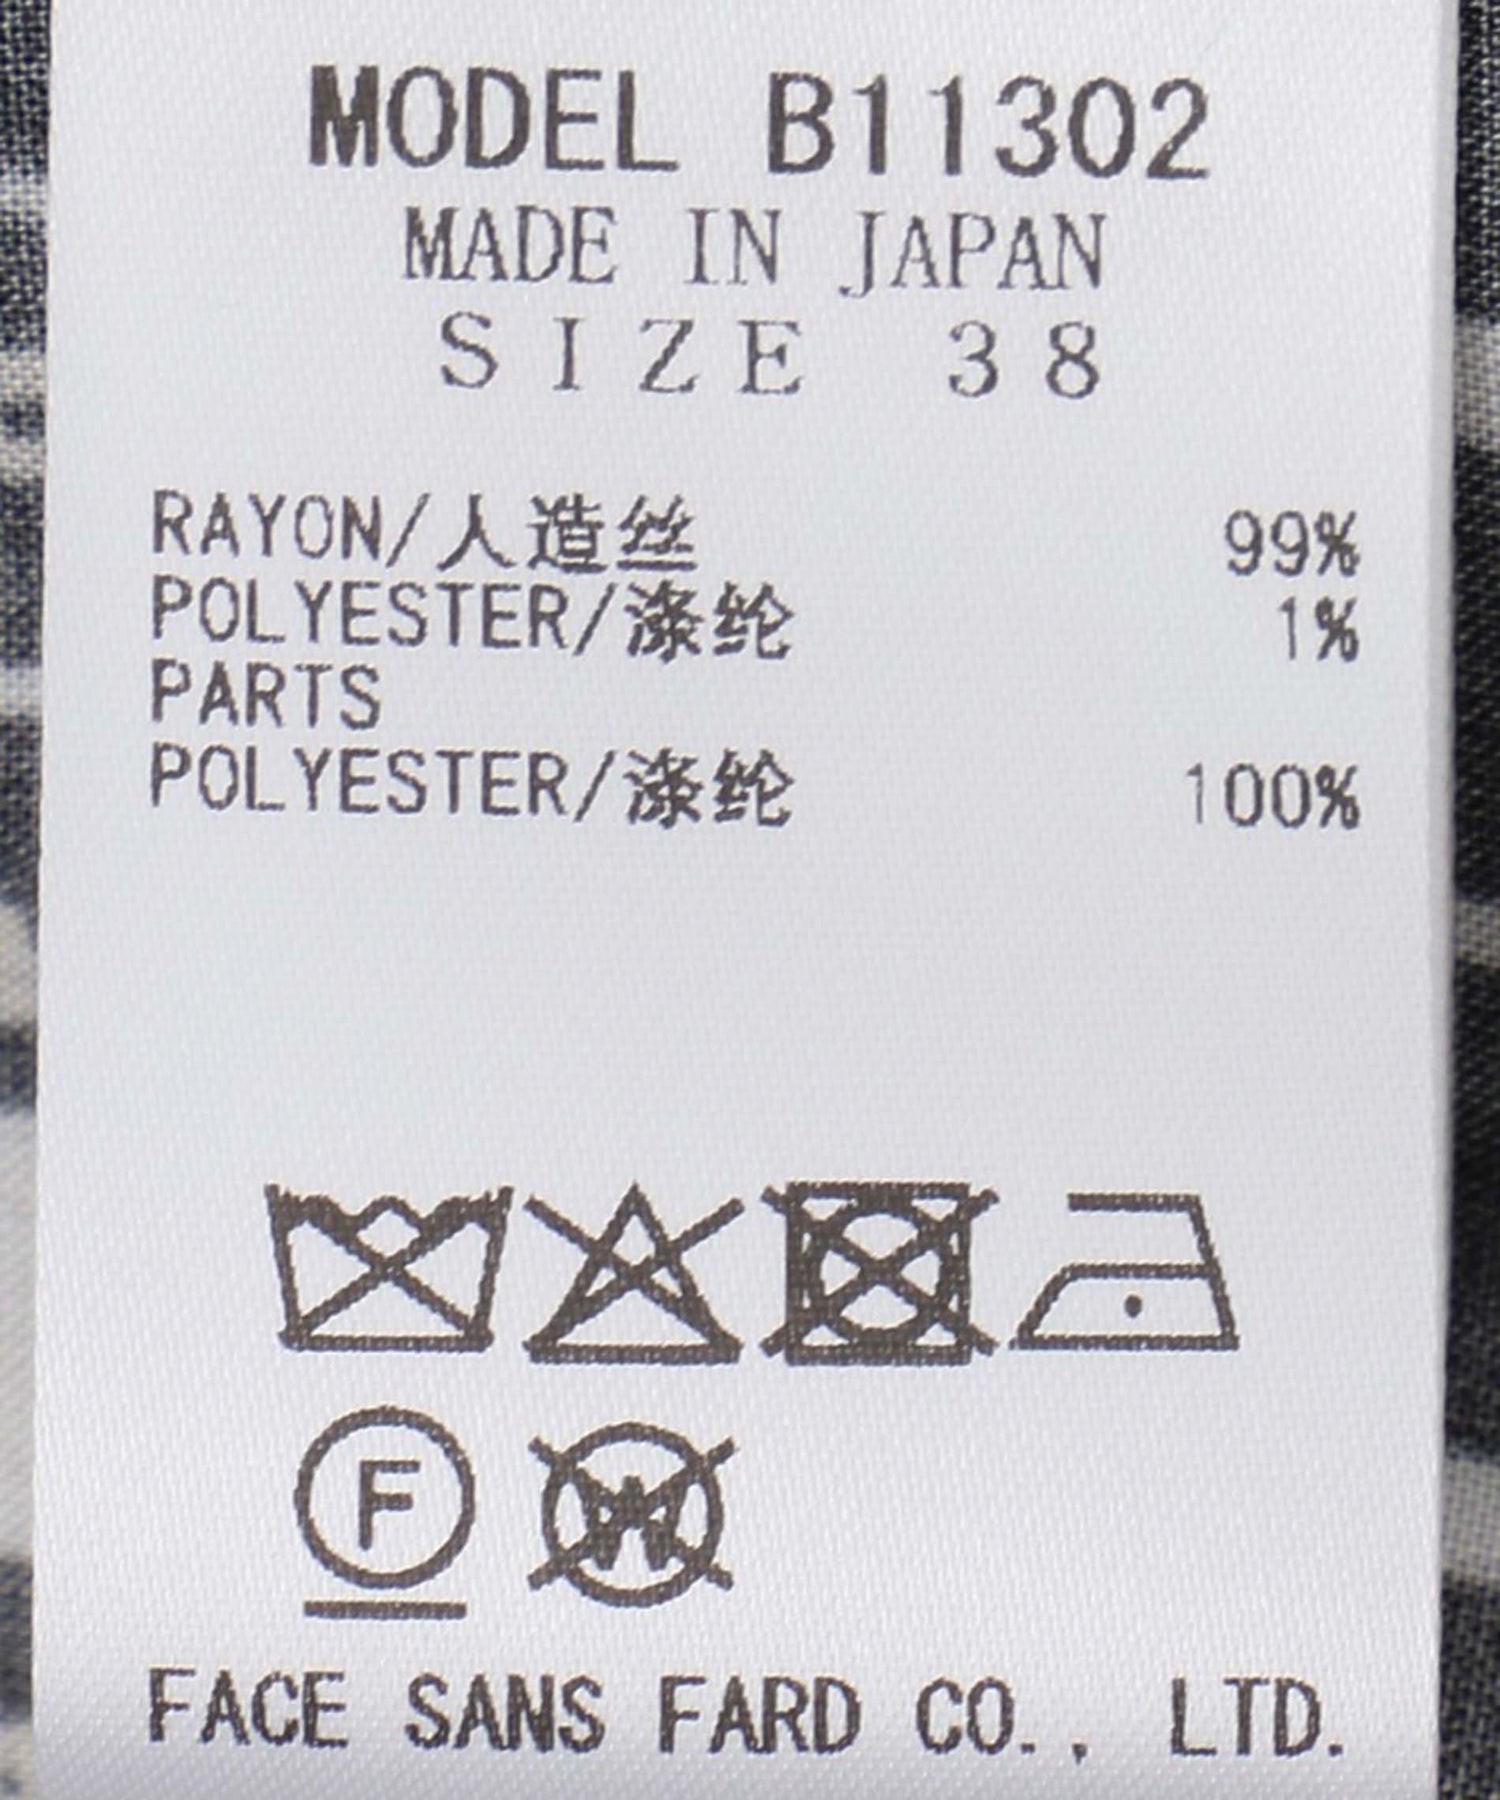 MODEL B11302
MADE IN JAPAN
SIZE 38
RAYON/人造丝 99%
POLYESTER/涤纶 1%
PARTS
POLYESTER/涤纶 100%
F
W
FACE SANS FARD CO., LTD.